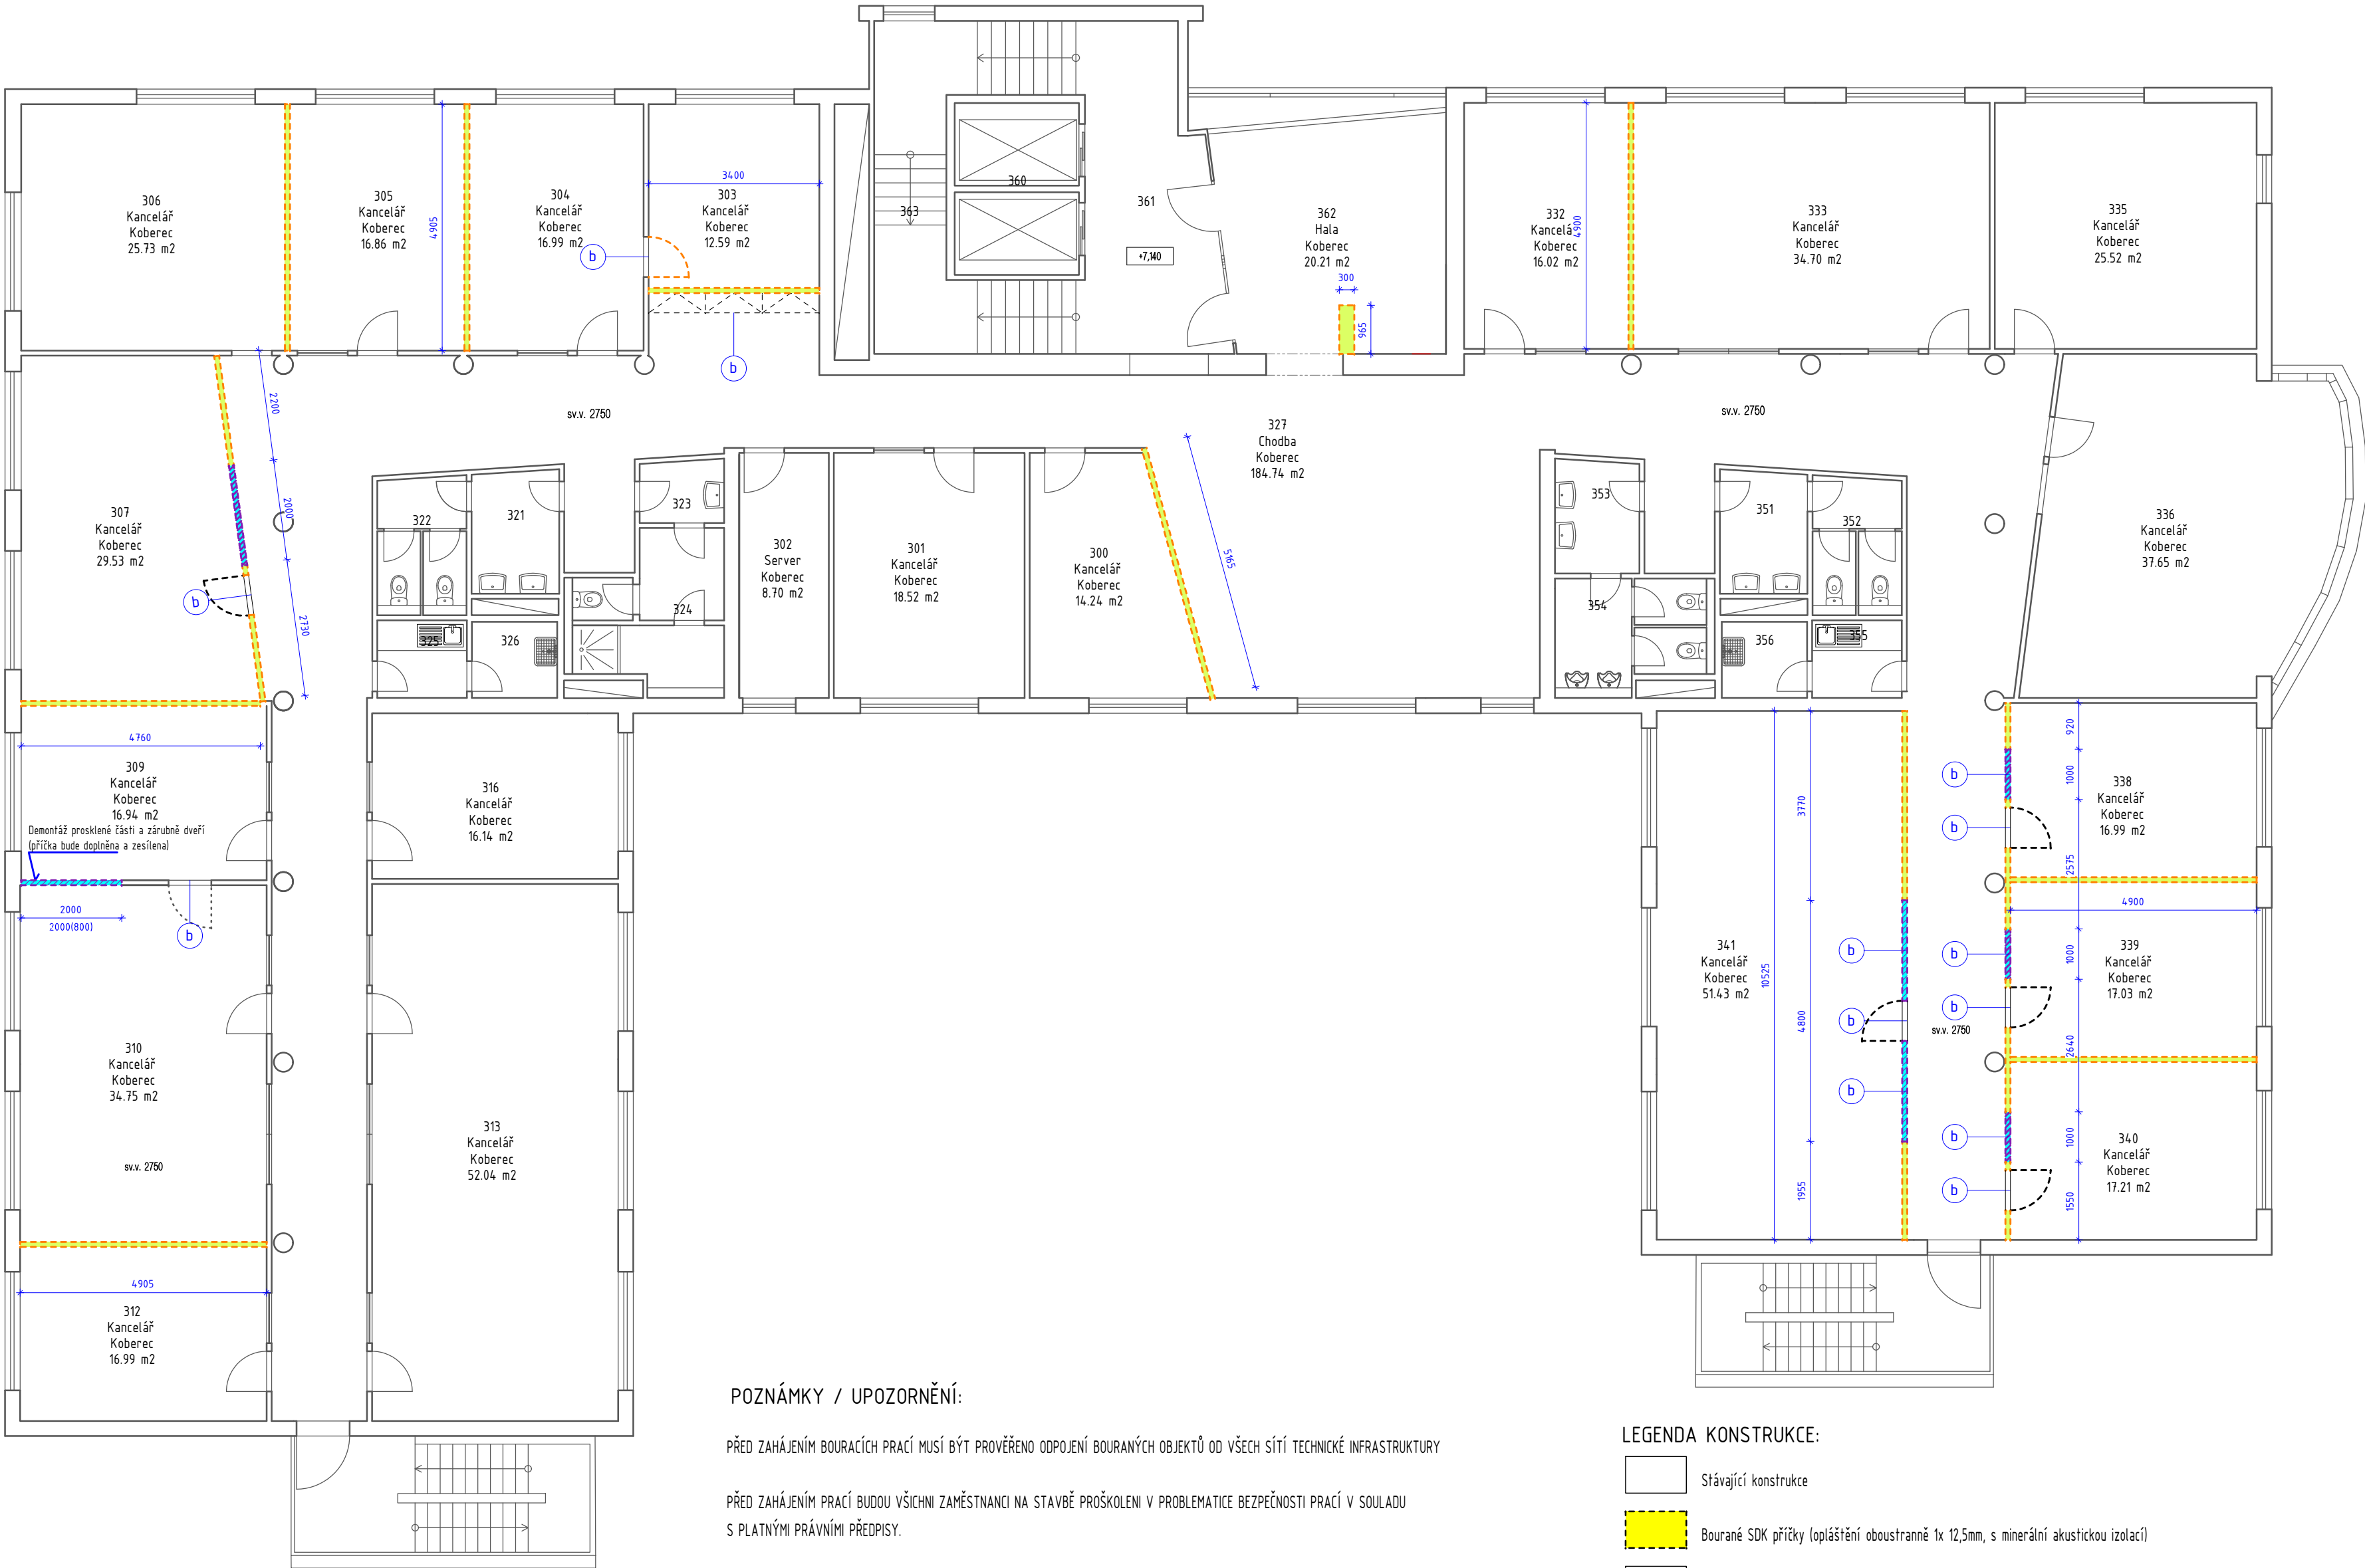 306
Kancelář
Koberec
25.73 m2
305
Kancelář
Koberec
16.86 m2
4905
304
Kancelář
Koberec
16.99 m2
b
3400
303
Kancelář
Koberec
12.59 m2
b
363
360
361
+7,140
362
Hala
Koberec
20.21 m2
300
965
332
Kancelá
Koberec
16.02 m2
4900
333
Kancelář
Koberec
34.70 m2
335
Kancelář
Koberec
25.52 m2
sv.v. 2750
sv.v. 2750
2200
2000
2730
307
Kancelář
Koberec
29.53 m2
b
322
321
323
324
325
326
302
Server
Koberec
8.70 m2
301
Kancelář
Koberec
18.52 m2
300
Kancelář
Koberec
14.24 m2
5165
327
Chodba
Koberec
184.74 m2
353
351
352
354
356
355
336
Kancelář
Koberec
37.65 m2
4760
309
Kancelář
Koberec
16.94 m2
Demontáž prosklené části a zárubně dveří
(příčka bude doplněna a zesílena)
2000
2000(800)
b
316
Kancelář
Koberec
16.14 m2
310
Kancelář
Koberec
34.75 m2
sv.v. 2750
313
Kancelář
Koberec
52.04 m2
4905
312
Kancelář
Koberec
16.99 m2
341
Kancelář
Koberec
51.43 m2
10525
3770
4800
1955
b
b
b
sv.v. 2750
b
b
b
b
b
b
920
1000
2575
1000
2640
1000
1550
338
Kancelář
Koberec
16.99 m2
4900
339
Kancelář
Koberec
17.03 m2
340
Kancelář
Koberec
17.21 m2
POZNÁMKY / UPOZORNĚNÍ:
PŘED ZAHÁJENÍM BOURACÍCH PRACÍ MUSÍ BÝT PROVĚŘENO ODPOJENÍ BOURANÝCH OBJEKTŮ OD VŠECH SÍTÍ TECHNICKÉ INFRASTRUKTURY
PŘED ZAHÁJENÍM PRACÍ BUDOU VŠICHNI ZAMĚSTNANCI NA STAVBĚ PROŠKOLENI V PROBLEMATICE BEZPEČNOSTI PRACÍ V SOULADU
S PLATNÝMI PRÁVNÍMI PŘEDPISY.
LEGENDA KONSTRUKCE:
Stávající konstrukce
Bourané SDK příčky (opláštění oboustranně 1x 12,5mm, s minerální akustickou izolací)